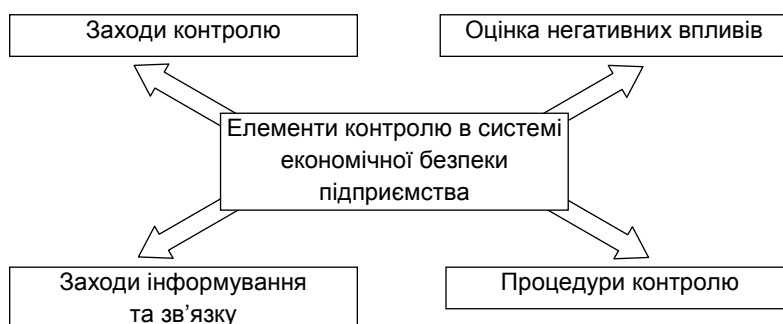 Заходи контролю
Оцінка негативних впливів
Елементи контролю в системі
економічної безпеки
підприємства
Заходи інформування
та зв’язку
Процедури контролю